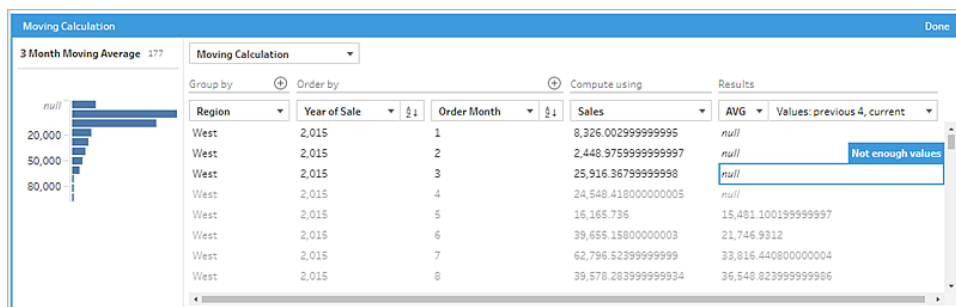 Moving Calculation Done
3 Month Moving Average 177 Moving Calculation
Group by Order by Compute using Results
null
20,000
50,000
80,000
Region Year of Sale Order Month Sales AVG Values: previous 4, current
West 2,015 1 8,326.002999999995 null
West 2,015 2 2,448.9759999999997 null Not enough values
West 2,015 3 25,916.36799999998 null
West 2,015 4 24,548.418000000005 null
West 2,015 5 16,165.736 15,481.100199999997
West 2,015 6 39,655.15800000003 21,746.9312
West 2,015 7 62,796.52399999999 33,816.440800000004
West 2,015 8 39,578.283999999934 36,548.823999999986